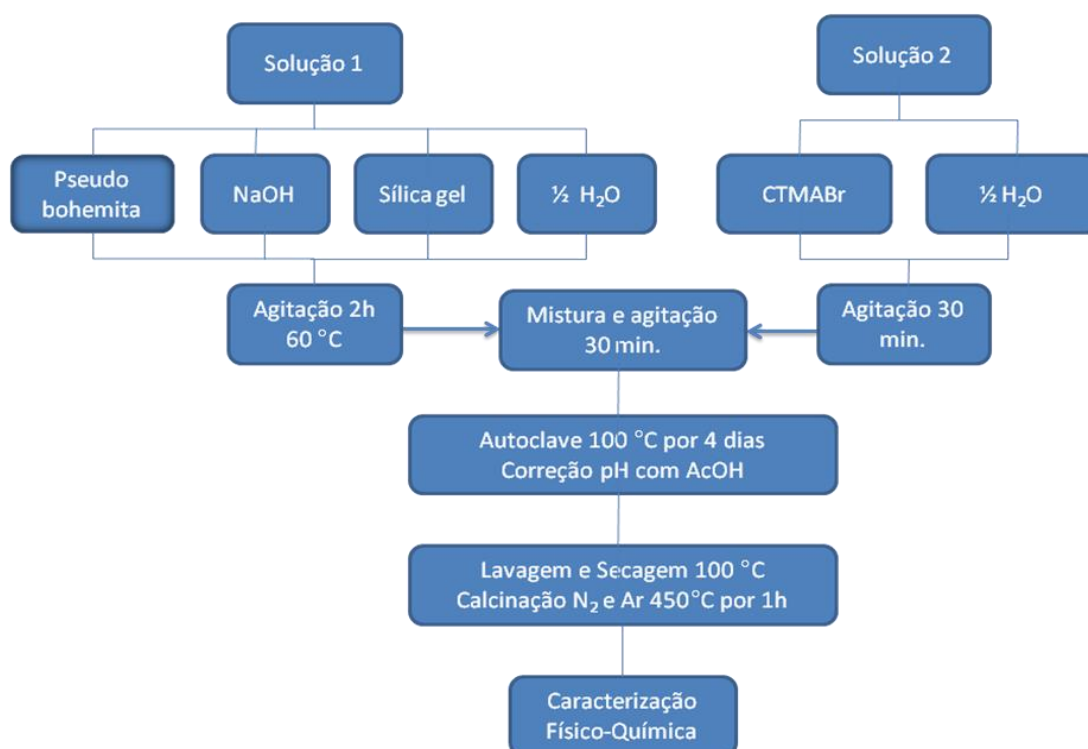 Solução 1
Solução 2
Pseudo
bohemita
NaOH
Sílica gel
½ H₂O
CTMABr
½ H₂O
Agitação 2h
60 °C
Mistura e agitação
30 min.
Agitação 30
min.
Autoclave 100 °C por 4 dias
Correção pH com AcOH
Lavagem e Secagem 100 °C
Calcinação N₂ e Ar 450°C por 1h
Caracterização
Físico-Química